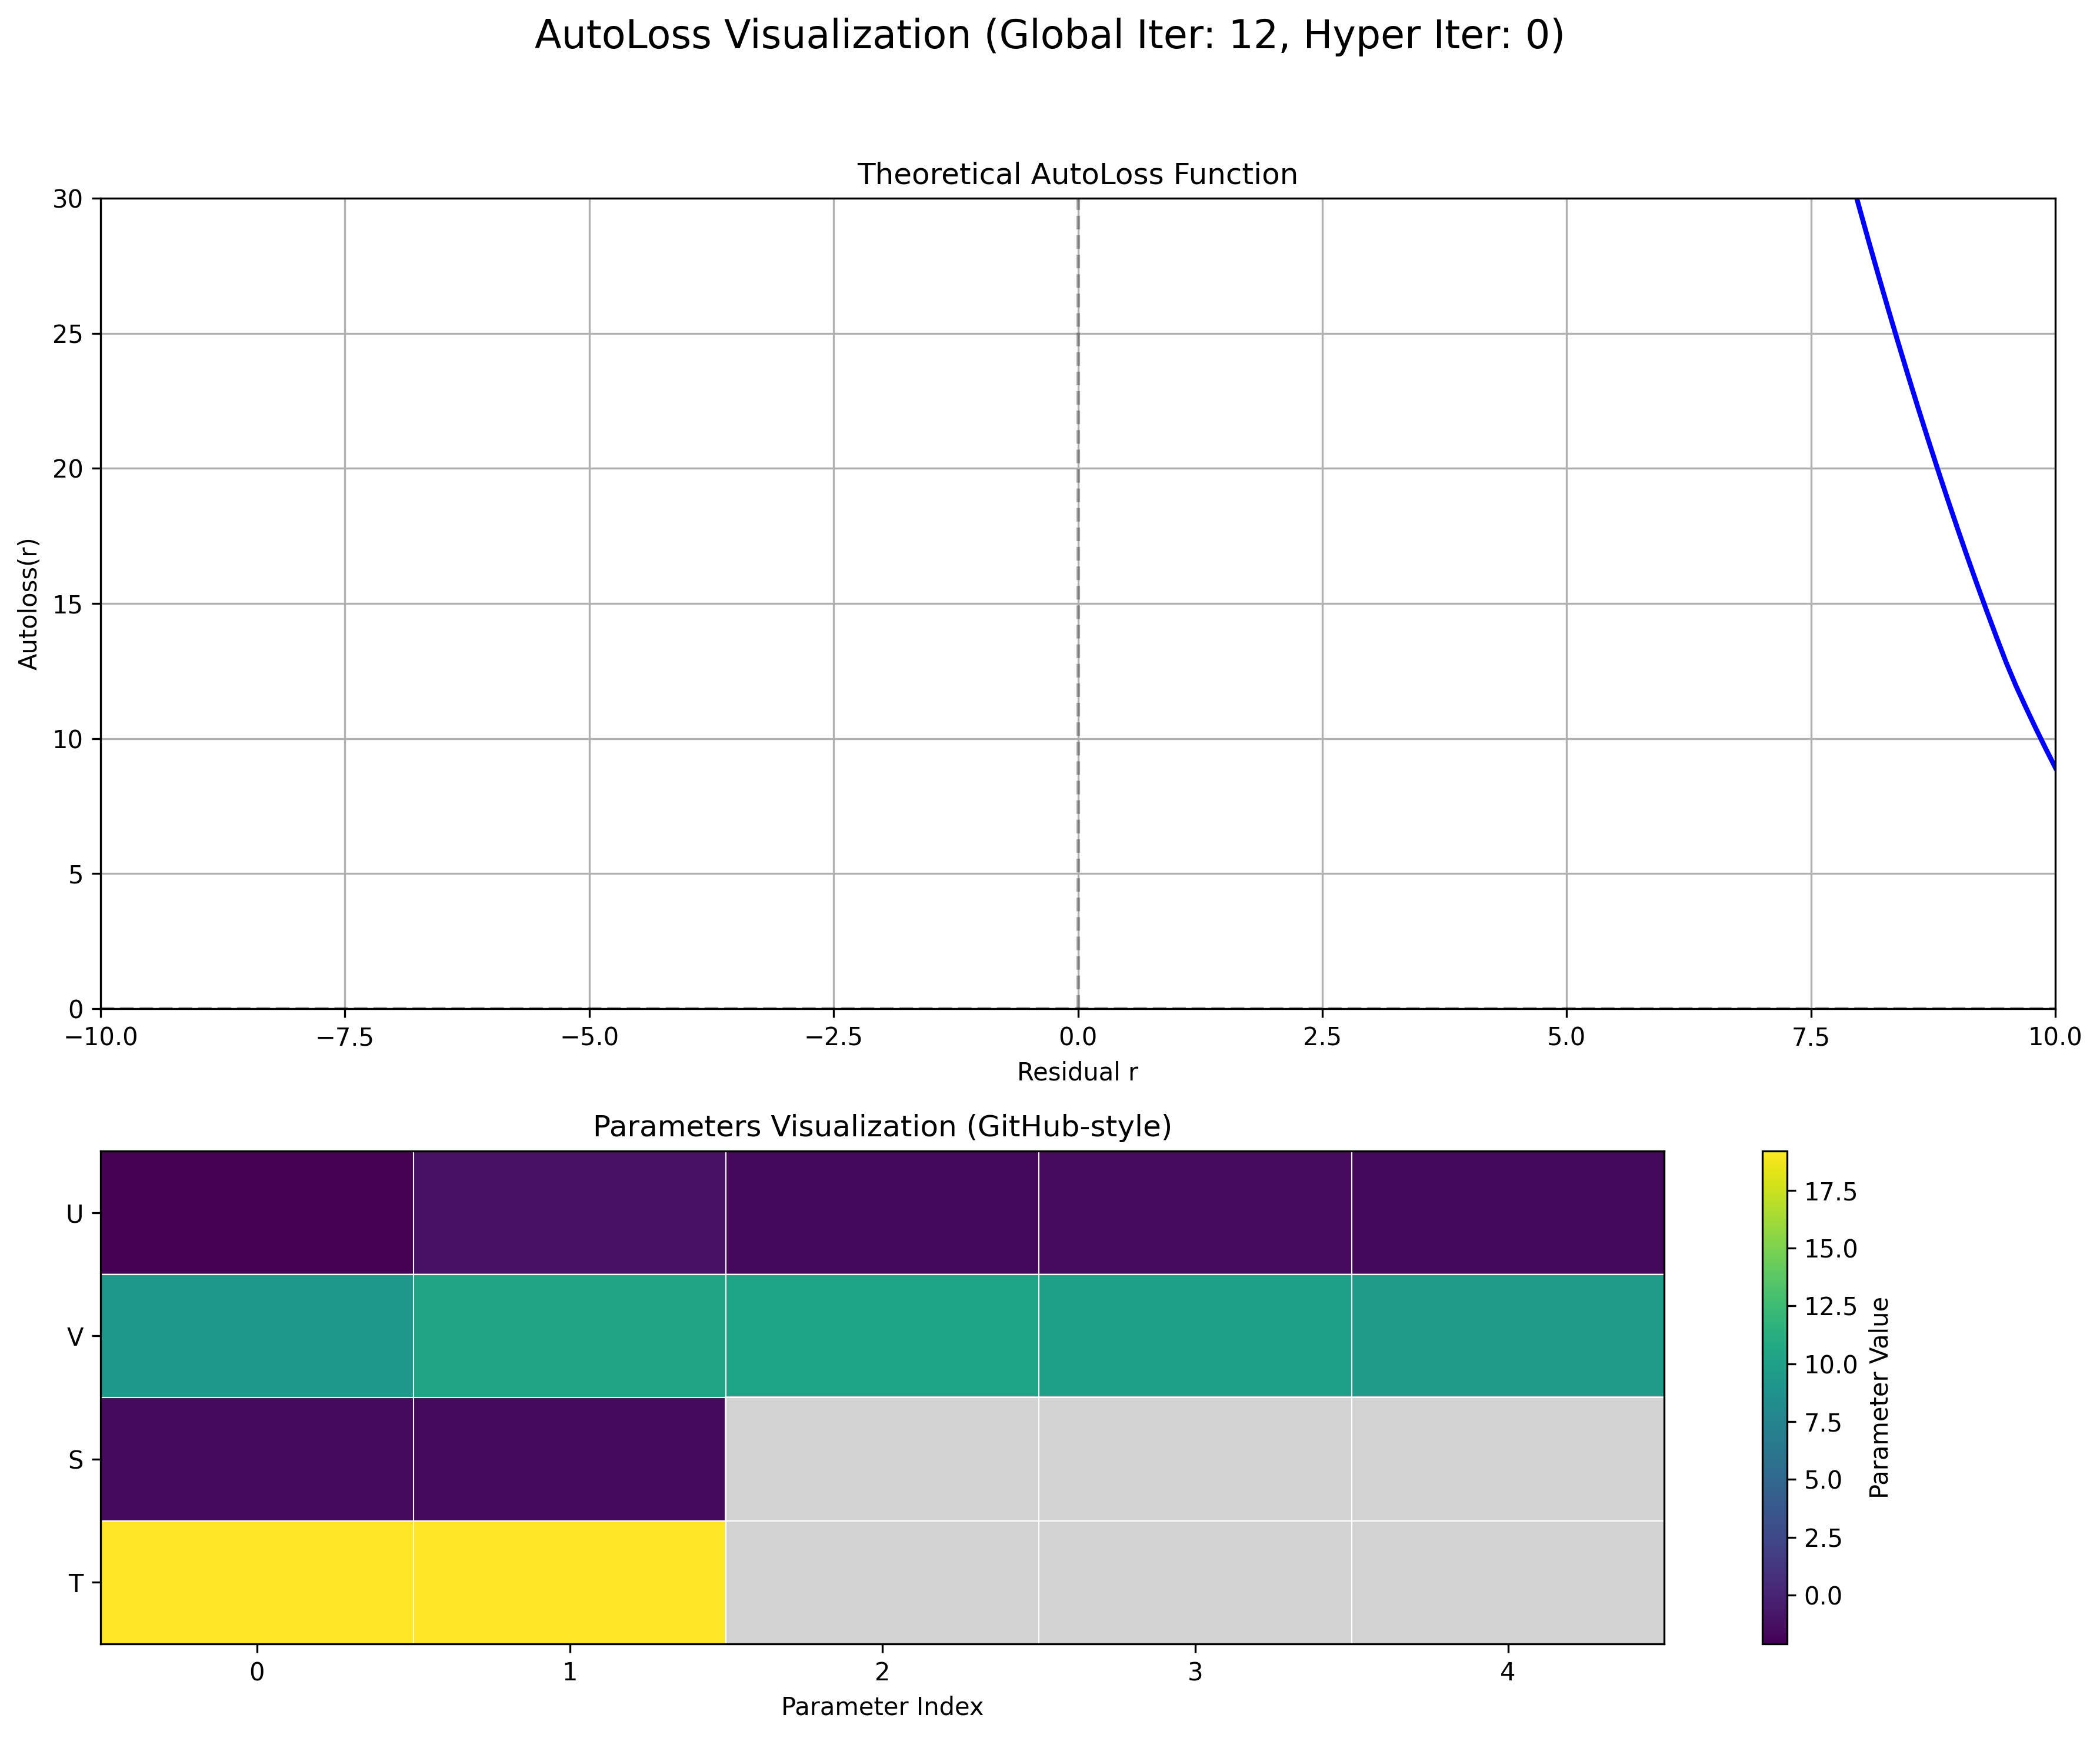 AutoLoss Visualization (Global Iter: 12, Hyper Iter: 0)
Theoretical AutoLoss Function
30
25
20
15
10
5
0
Autoloss(r)
−10.0
−7.5
−5.0
−2.5
0.0
2.5
5.0
7.5
10.0
Residual r
Parameters Visualization (GitHub-style)
U
V
S
T
0
1
2
3
4
Parameter Index
17.5
15.0
12.5
10.0
7.5
5.0
2.5
0.0
Parameter Value